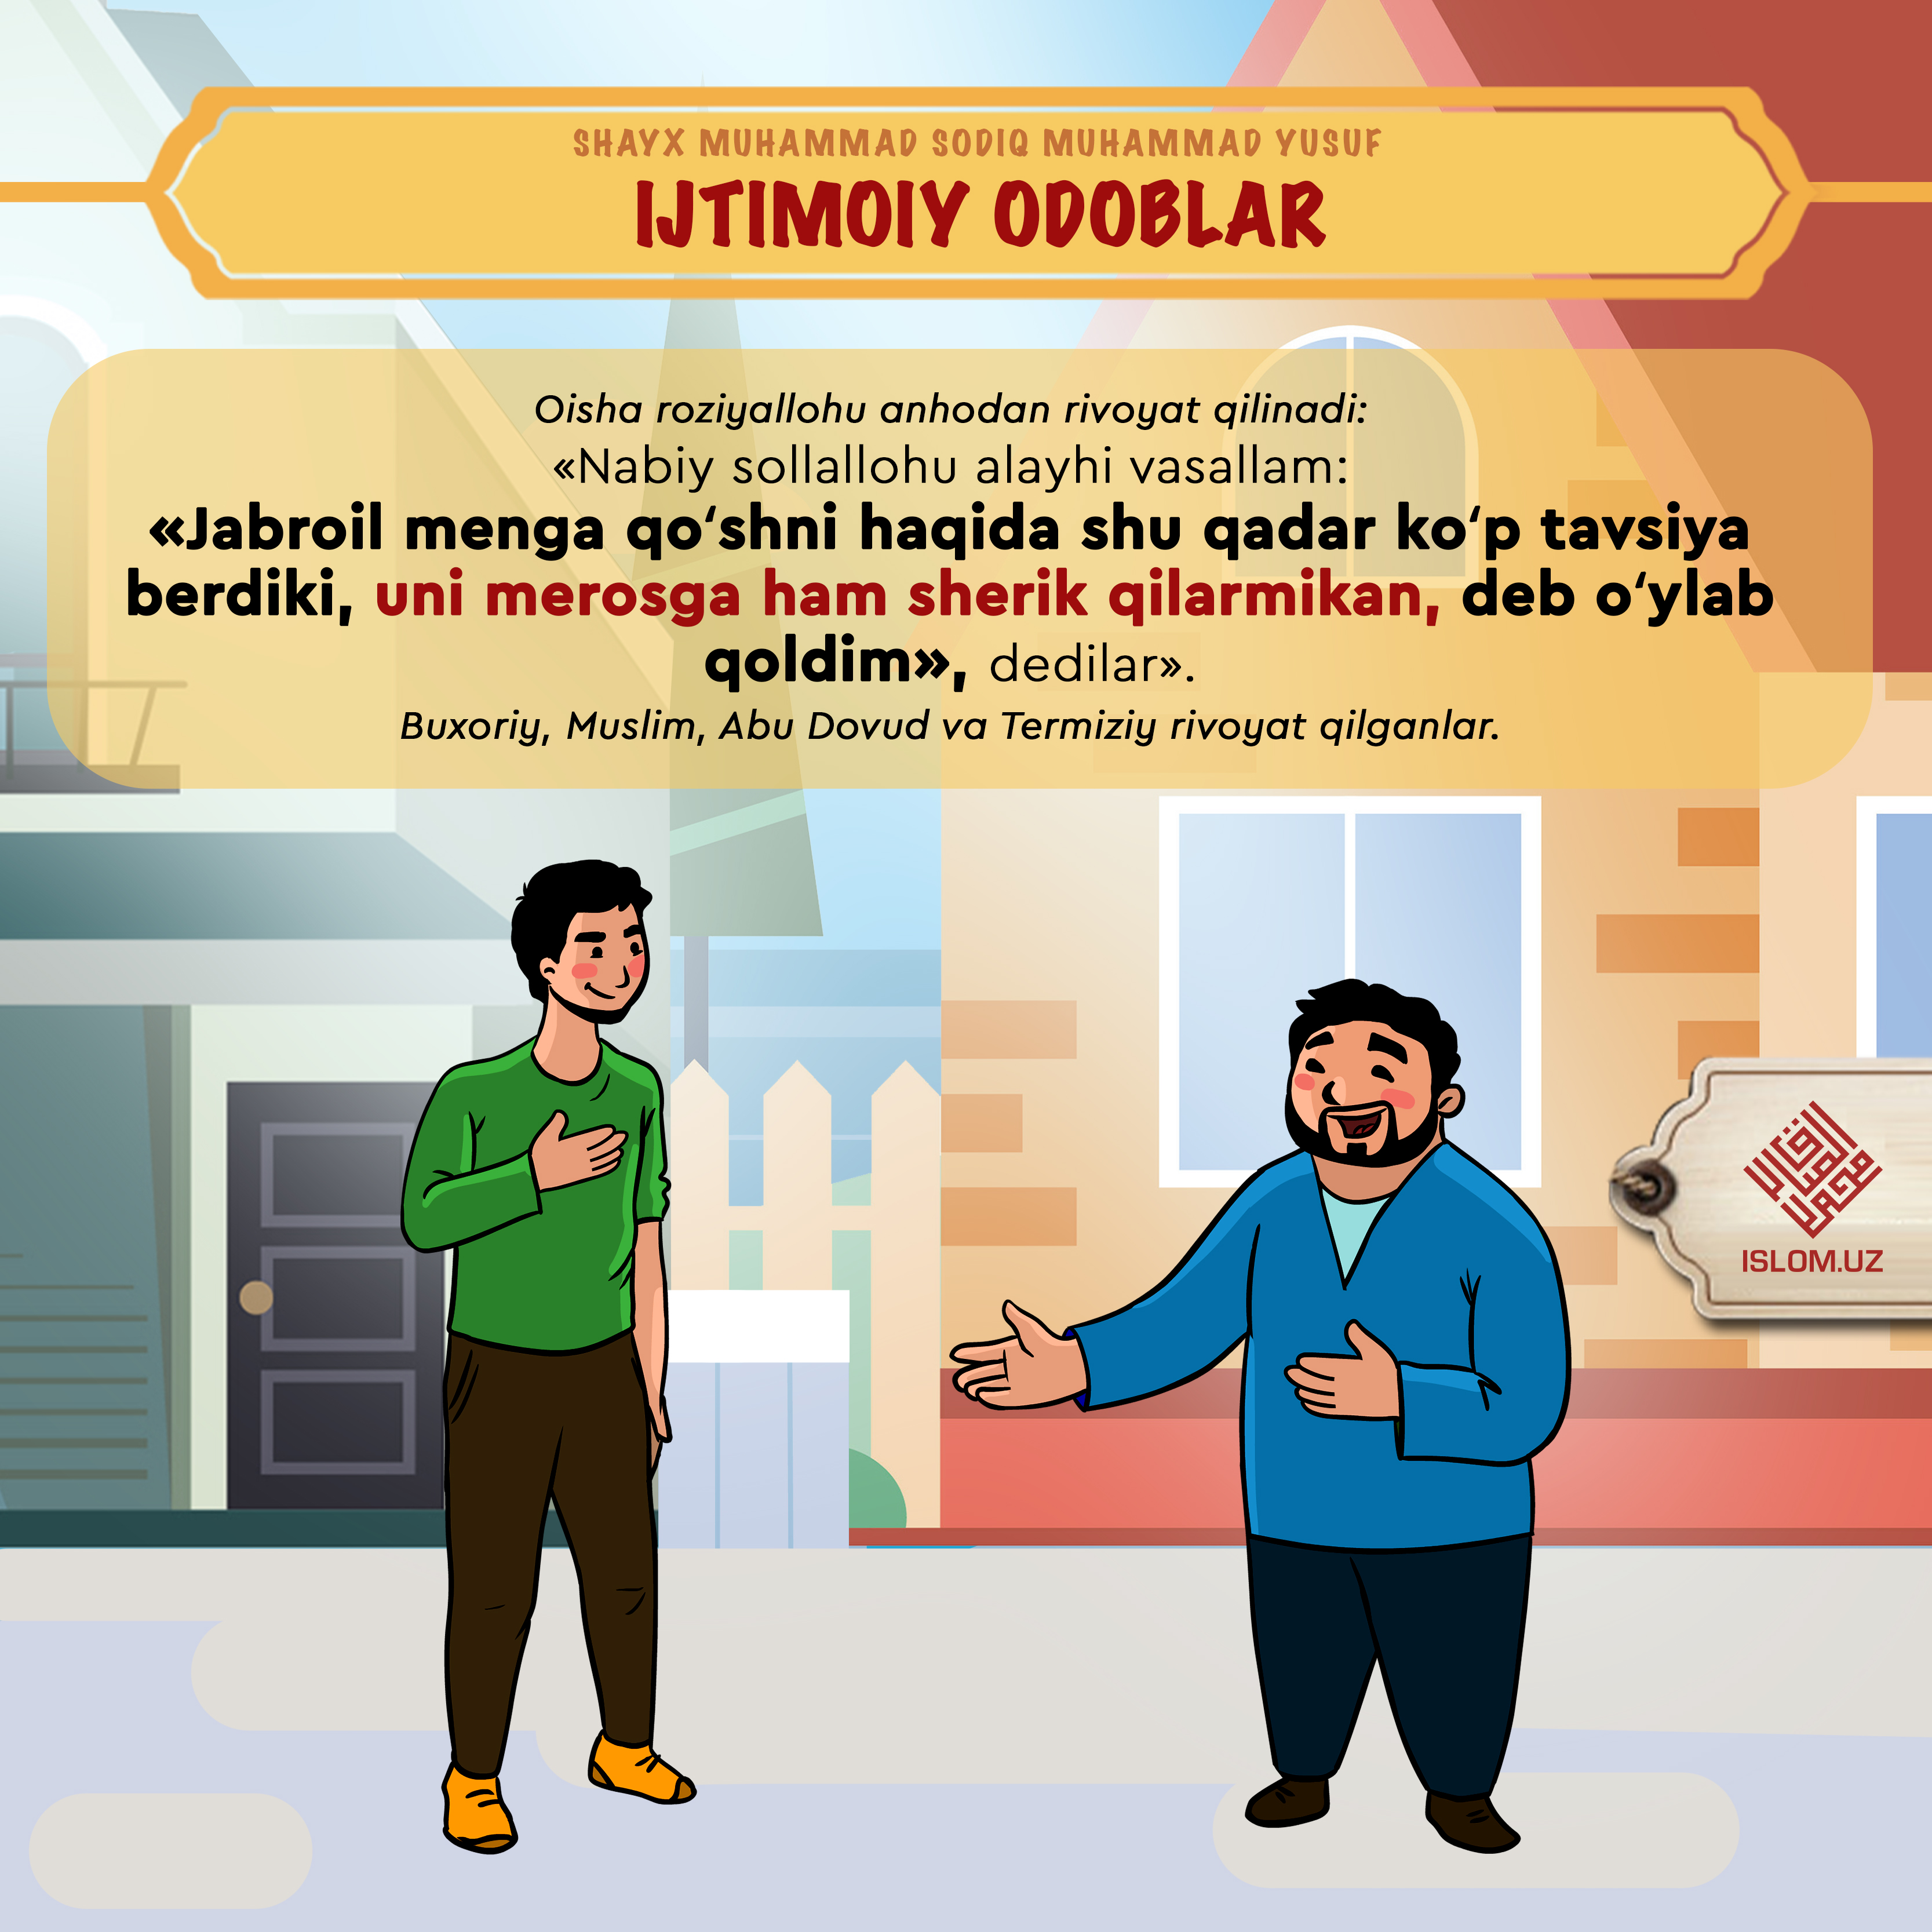 SHAYX MUHAMMAD SODIQ MUHAMMAD YUSUF
IJTIMOIY ODOBLAR
Oisha roziyallohu anhodan rivoyat qilinadi:
«Nabiy sollallohu alayhi vasallam:
«Jabroil menga qo‘shni haqida shu qadar ko‘p tavsiya
berdiki, uni merosga ham sherik qilarmikan, deb o‘ylab
qoldim», dedilar».
Buxoriy, Muslim, Abu Dovud va Termiziy rivoyat qilganlar.
ISLOM.UZ